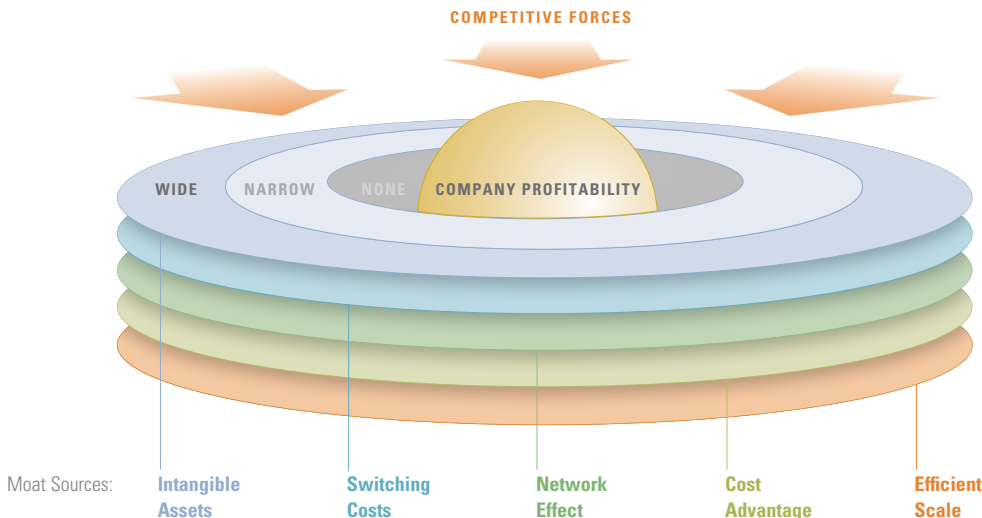 COMPETITIVE FORCES
WIDE
NARROW
NONE
COMPANY PROFITABILITY
Moat Sources:
Intangible
Assets
Switching
Costs
Network
Effect
Cost
Advantage
Efficient
Scale